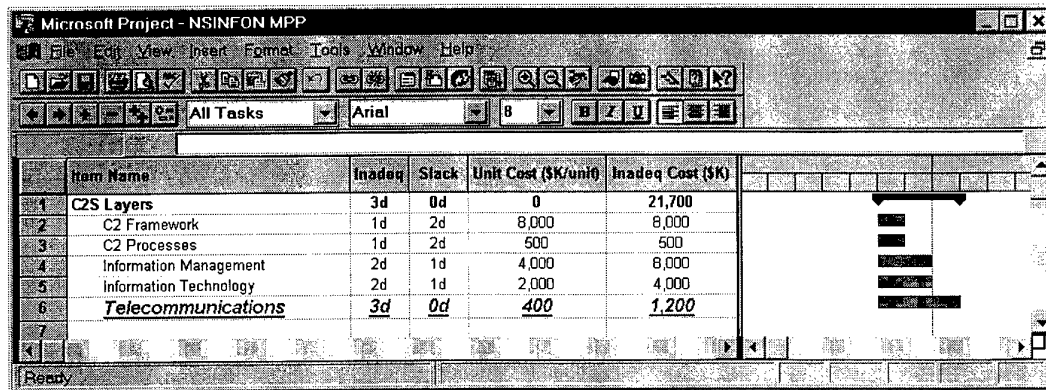 Microsoft Project - NSINFON MPP
File Edit View Insert Format Tools Window Help
All Tasks Arial 8 B I U
Item Name Inadeq Slack Unit Cost ($K/unit) Inadeq Cost ($K)
1 C2S Layers 3d 0d 0 21,700
2 C2 Framework 1d 2d 8,000 8,000
3 C2 Processes 1d 2d 500 500
4 Information Management 2d 1d 4,000 8,000
5 Information Technology 2d 1d 2,000 4,000
6 Telecommunications 3d 0d 400 1,200
7
Ready